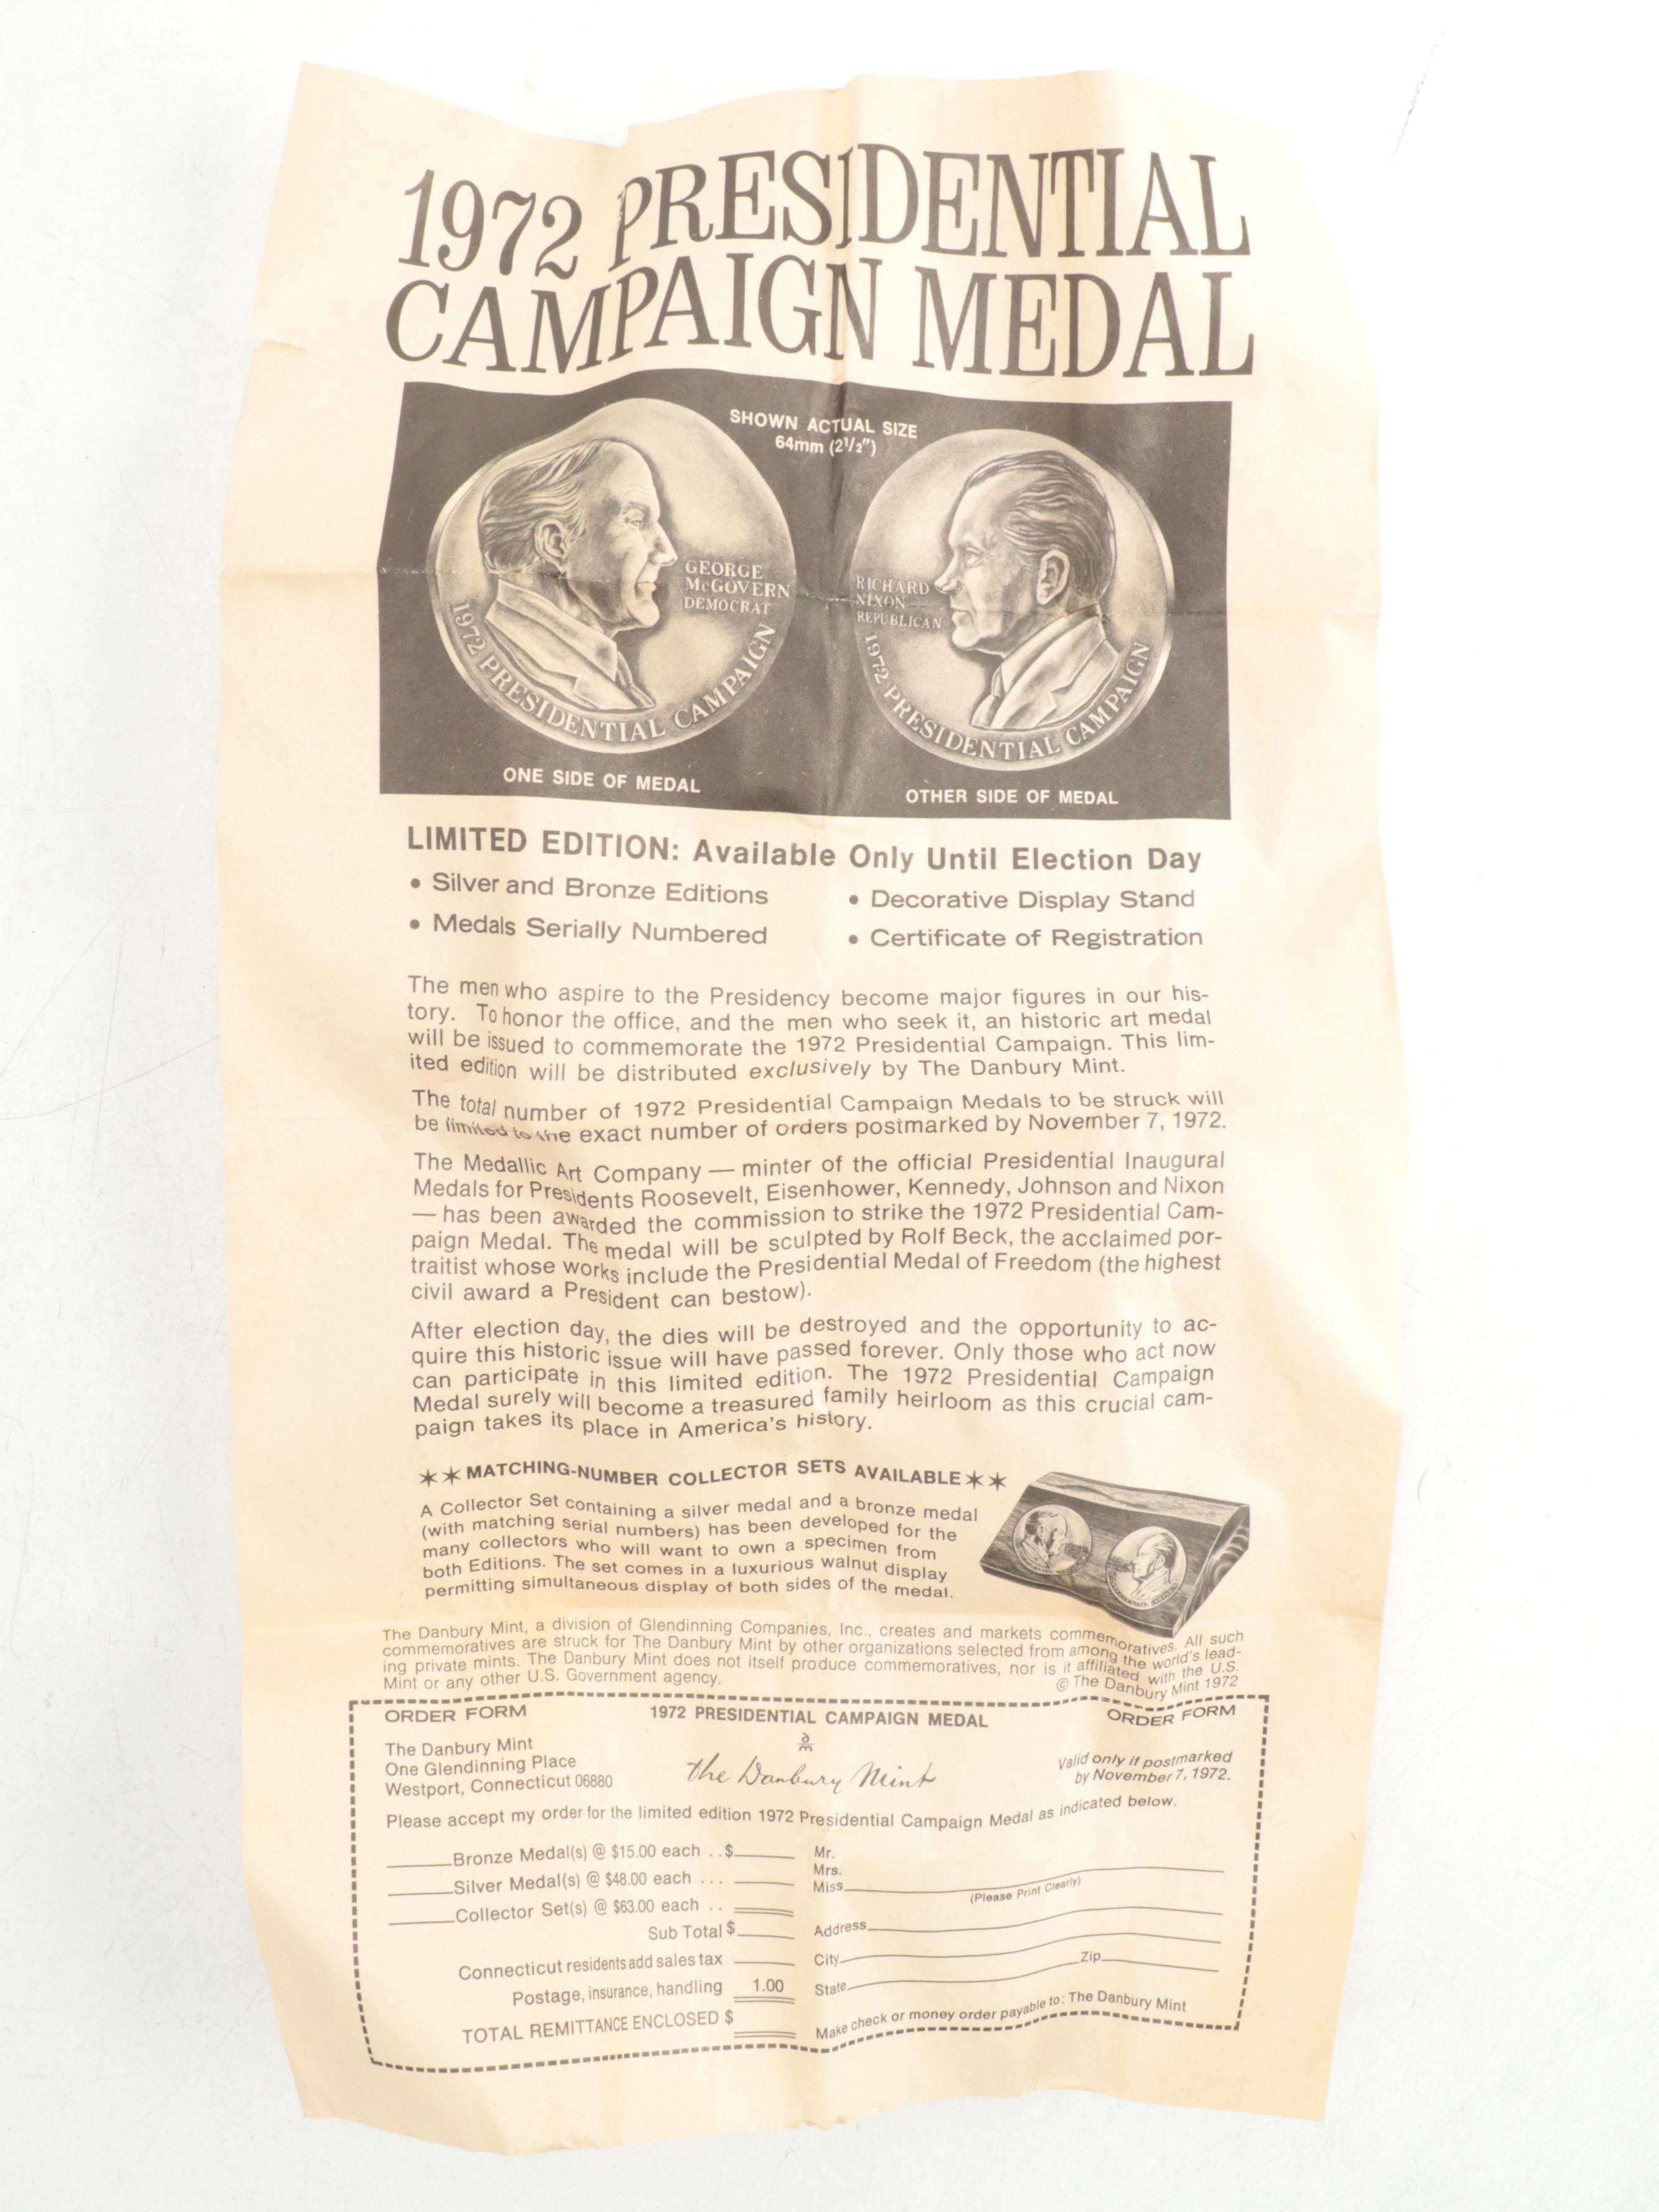 1972 PRESIDENTIAL
CAMPAIGN MEDAL
SHOWN ACTUAL SIZE
64mm (2½")
GEORGE
McGOVERN
DEMOCRAT
1972 PRESIDENTIAL CAMPAIGN
RICHARD
NIXON
REPUBLICAN
1972 PRESIDENTIAL CAMPAIGN
ONE SIDE OF MEDAL
OTHER SIDE OF MEDAL
LIMITED EDITION: Available Only Until Election Day
• Silver and Bronze Editions
• Medals Serially Numbered
• Decorative Display Stand
• Certificate of Registration
The men who aspire to the Presidency become major figures in our his-
tory. To honor the office, and the men who seek it, an historic art medal
will be issued to commemorate the 1972 Presidential Campaign. This lim-
ited edition will be distributed exclusively by The Danbury Mint.
The total number of 1972 Presidential Campaign Medals to be struck will
be limited to the exact number of orders postmarked by November 7, 1972.
The Medallic Art Company — minter of the official Presidential Inaugural
Medals for Presidents Roosevelt, Eisenhower, Kennedy, Johnson and Nixon
— has been awarded the commission to strike the 1972 Presidential Cam-
paign Medal. The medal will be sculpted by Rolf Beck, the acclaimed por-
traitist whose works include the Presidential Medal of Freedom (the highest
civil award a President can bestow).
After election day, the dies will be destroyed and the opportunity to ac-
quire this historic issue will have passed forever. Only those who act now
can participate in this limited edition. The 1972 Presidential Campaign
Medal surely will become a treasured family heirloom as this crucial cam-
paign takes its place in America's history.
✶✶MATCHING-NUMBER COLLECTOR SETS AVAILABLE✶✶
A Collector Set containing a silver medal and a bronze medal
(with matching serial numbers) has been developed for the
many collectors who will want to own a specimen from
both Editions. The set comes in a luxurious walnut display
permitting simultaneous display of both sides of the medal.
The Danbury Mint, a division of Glendinning Companies, Inc., creates and markets commemoratives. All such
commemoratives are struck for The Danbury Mint by other organizations selected from among the world's lead-
ing private mints. The Danbury Mint does not itself produce commemoratives, nor is it affiliated with the U.S.
Mint or any other U.S. Government agency.
© The Danbury Mint 1972
ORDER FORM
1972 PRESIDENTIAL CAMPAIGN MEDAL
ORDER FORM
The Danbury Mint
One Glendinning Place
Westport, Connecticut 06880
the Danbury Mint
Valid only if postmarked
by November 7, 1972.
Please accept my order for the limited edition 1972 Presidential Campaign Medal as indicated below.
Bronze Medal(s) @ $15.00 each . . $
Silver Medal(s) @ $48.00 each . . .
Collector Set(s) @ $63.00 each . .
Sub Total $
Connecticut residents add sales tax
Postage, insurance, handling 1.00
TOTAL REMITTANCE ENCLOSED $
Mr.
Mrs.
Miss
(Please Print Clearly)
Address
City
Zip
State
Make check or money order payable to: The Danbury Mint